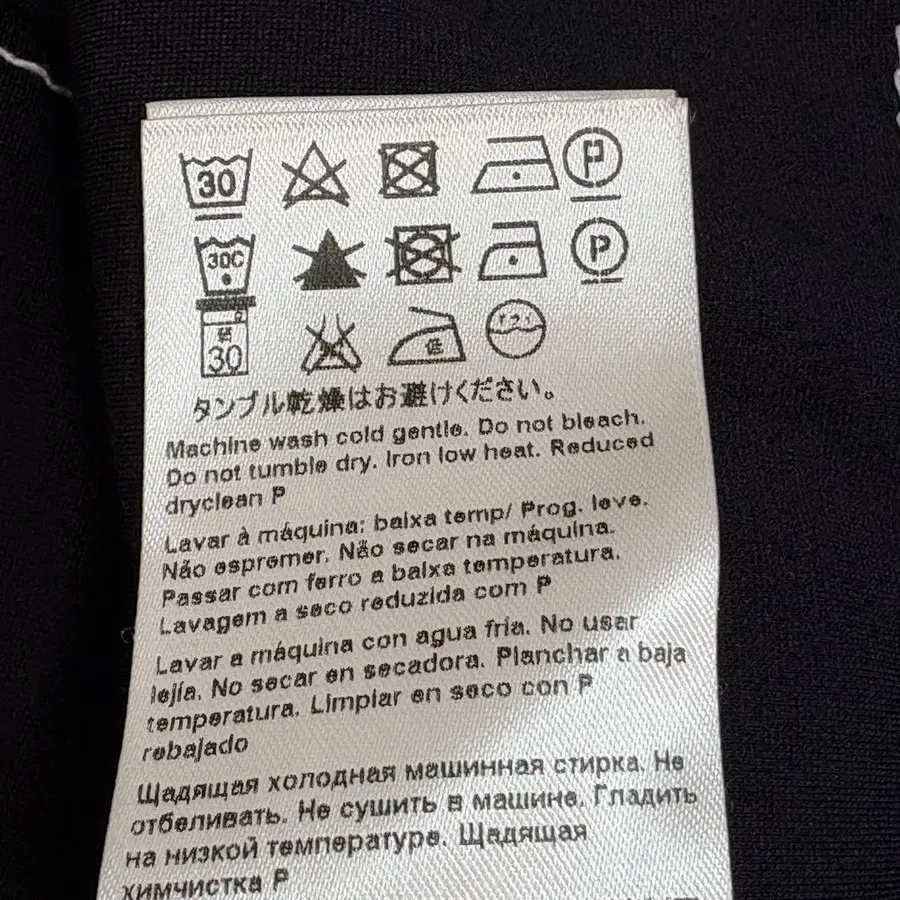 30 P
30C P
30 低
タンブル乾燥はお避けください。
Machine wash cold gentle. Do not bleach.
Do not tumble dry. Iron low heat. Reduced
dryclean P
Lavar à máquina: baixa temp/ Prog. leve.
Não espremer. Não secar na máquina.
Passar com ferro a baixa temperatura.
Lavagem a seco reduzida com P
Lavar a máquina con agua fria. No usar
lejía. No secar en secadora. Planchar a baja
temperatura. Limpiar en seco con P
rebajado
Щадящая холодная машинная стирка. Не
отбеливать. Не сушить в машине. Гладить
на низкой температуре. Щадящая
химчистка P